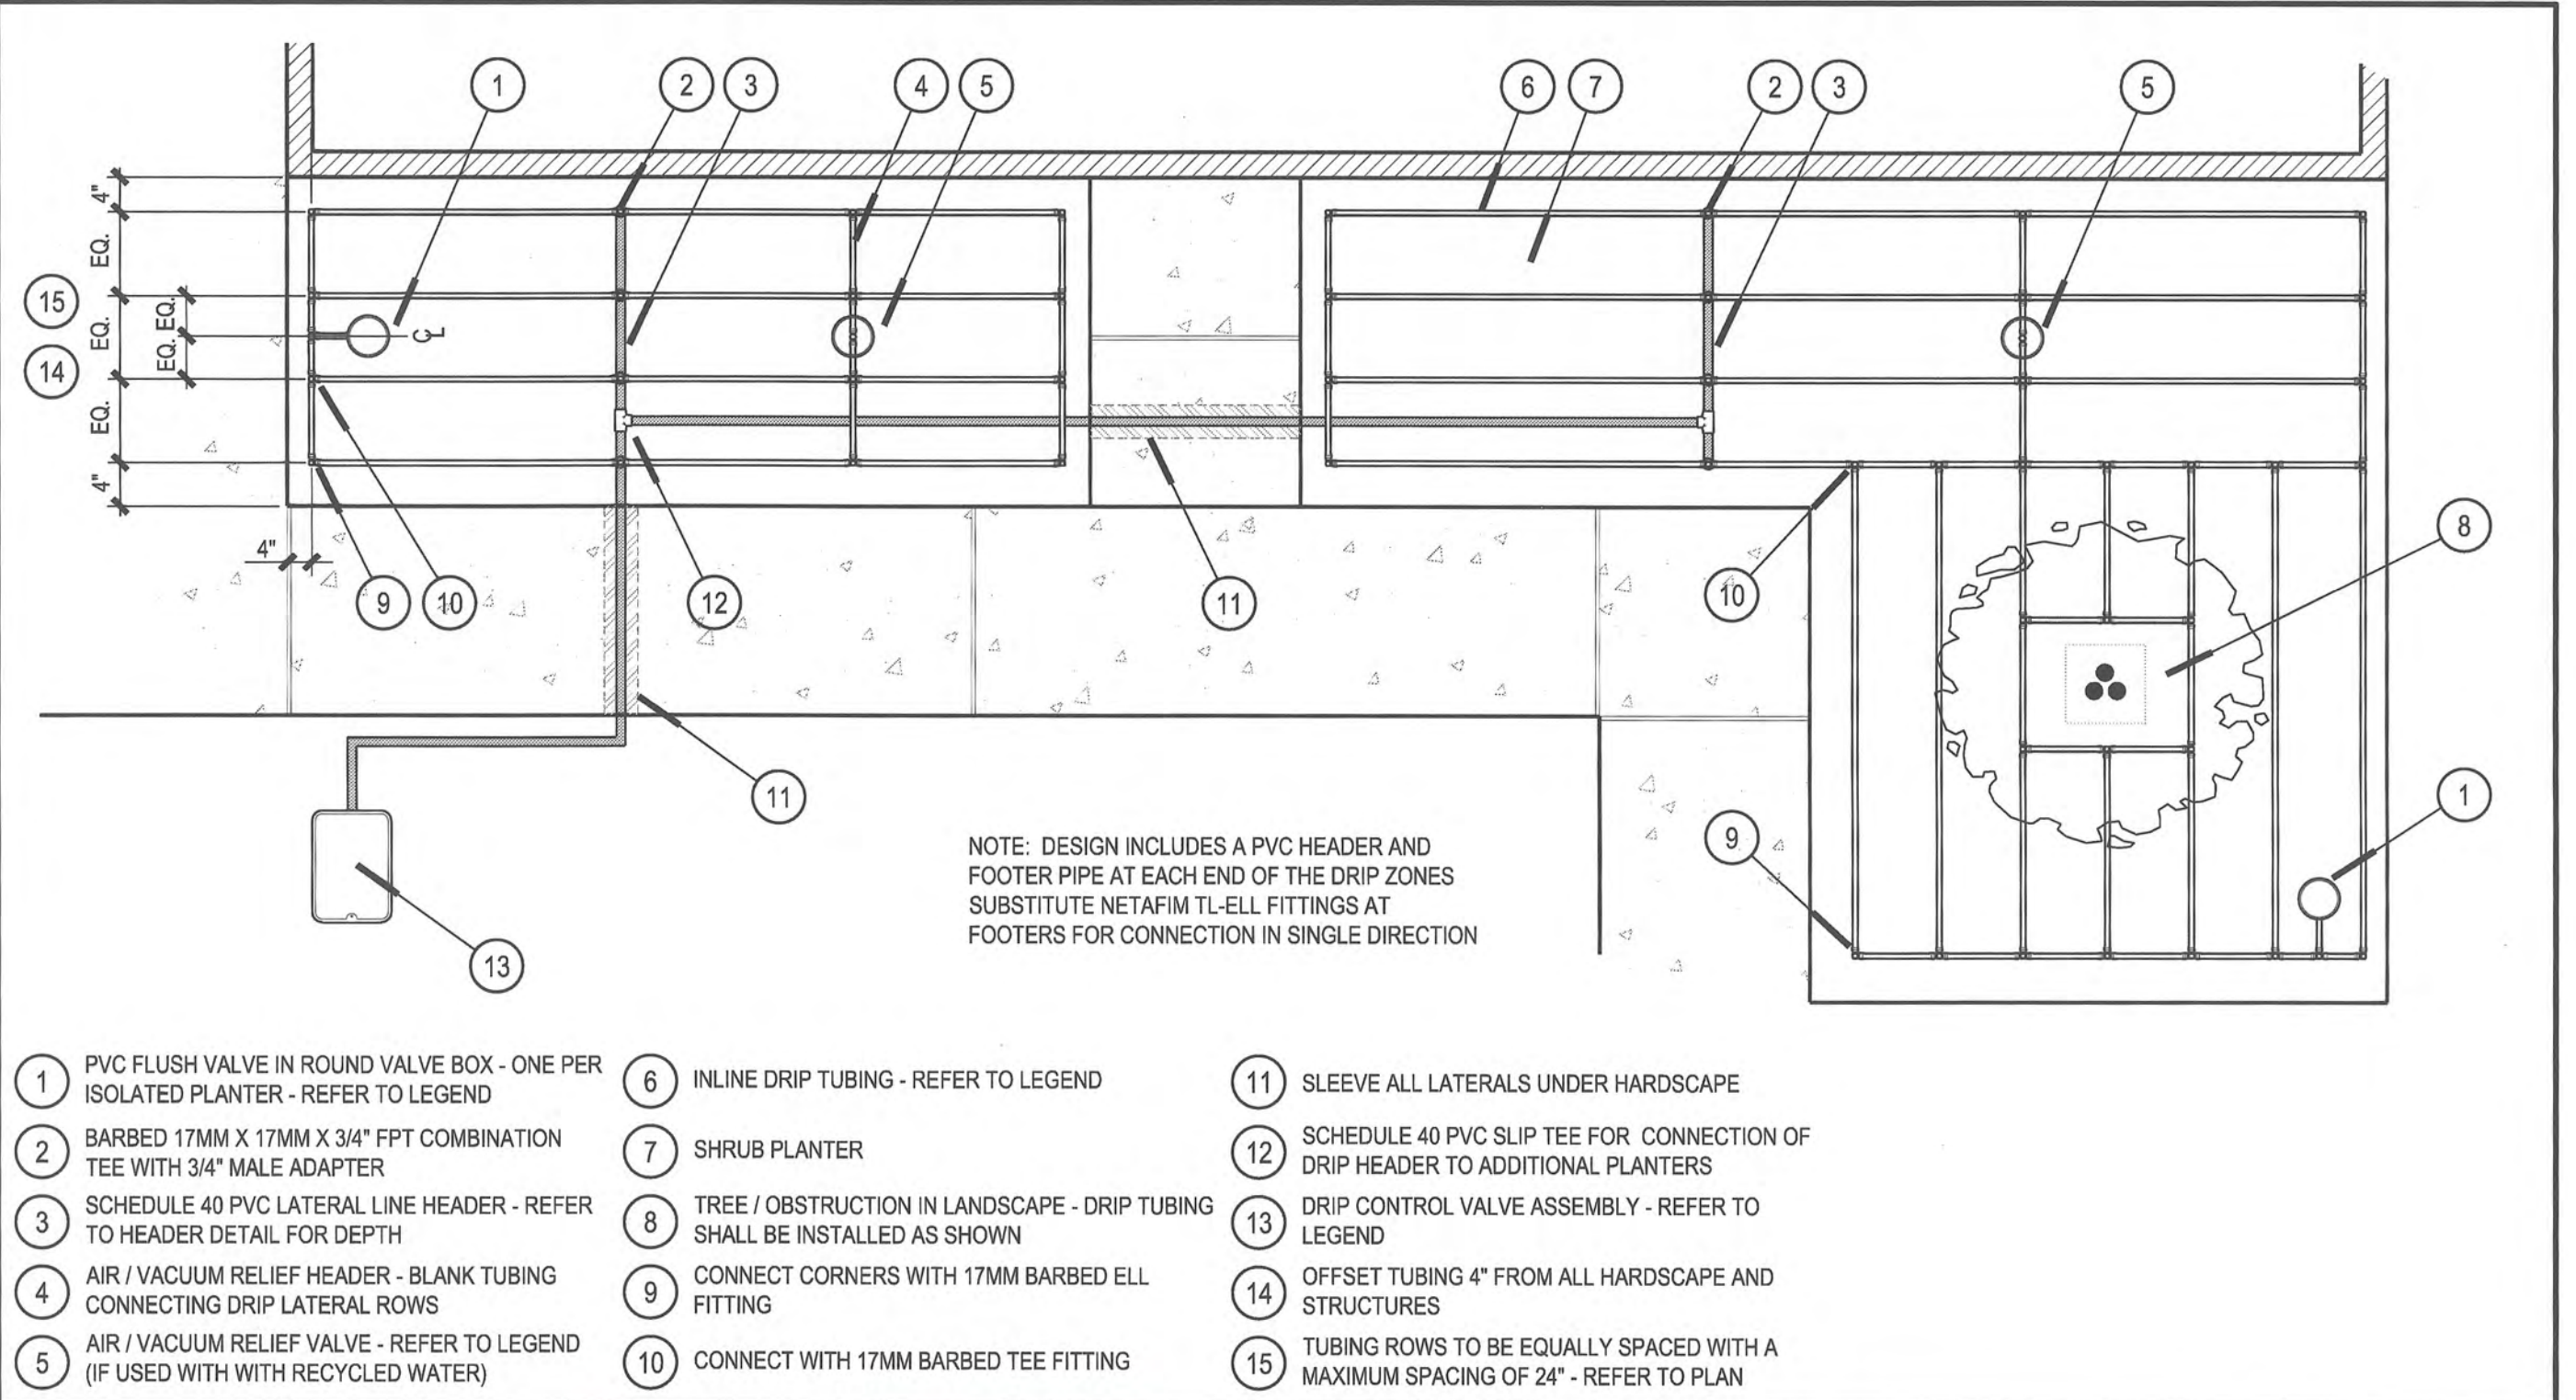 1
2
3
4
5
6
7
2
3
5
4"
EQ.
15
EQ.
EQ.
14
EQ.
EQ.
4"
CL
4"
9
10
12
11
10
8
11
9
1
13
NOTE: DESIGN INCLUDES A PVC HEADER AND
FOOTER PIPE AT EACH END OF THE DRIP ZONES
SUBSTITUTE NETAFIM TL-ELL FITTINGS AT
FOOTERS FOR CONNECTION IN SINGLE DIRECTION
1
PVC FLUSH VALVE IN ROUND VALVE BOX - ONE PER
ISOLATED PLANTER - REFER TO LEGEND
2
BARBED 17MM X 17MM X 3/4" FPT COMBINATION
TEE WITH 3/4" MALE ADAPTER
3
SCHEDULE 40 PVC LATERAL LINE HEADER - REFER
TO HEADER DETAIL FOR DEPTH
4
AIR / VACUUM RELIEF HEADER - BLANK TUBING
CONNECTING DRIP LATERAL ROWS
5
AIR / VACUUM RELIEF VALVE - REFER TO LEGEND
(IF USED WITH WITH RECYCLED WATER)
6
INLINE DRIP TUBING - REFER TO LEGEND
7
SHRUB PLANTER
8
TREE / OBSTRUCTION IN LANDSCAPE - DRIP TUBING
SHALL BE INSTALLED AS SHOWN
9
CONNECT CORNERS WITH 17MM BARBED ELL
FITTING
10
CONNECT WITH 17MM BARBED TEE FITTING
11
SLEEVE ALL LATERALS UNDER HARDSCAPE
12
SCHEDULE 40 PVC SLIP TEE FOR CONNECTION OF
DRIP HEADER TO ADDITIONAL PLANTERS
13
DRIP CONTROL VALVE ASSEMBLY - REFER TO
LEGEND
14
OFFSET TUBING 4" FROM ALL HARDSCAPE AND
STRUCTURES
15
TUBING ROWS TO BE EQUALLY SPACED WITH A
MAXIMUM SPACING OF 24" - REFER TO PLAN